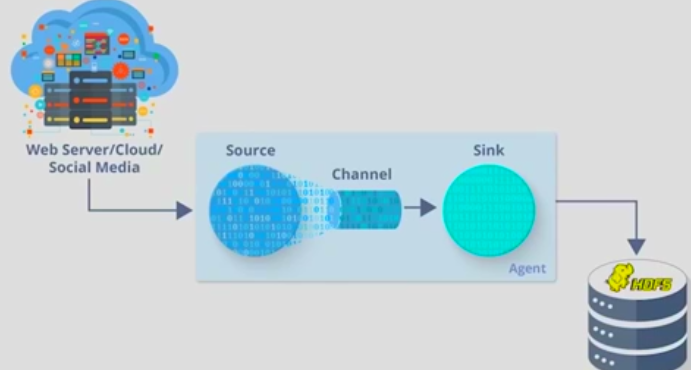 Web Server/Cloud/
Social Media
Source
Channel
Sink
Agent
HDFS